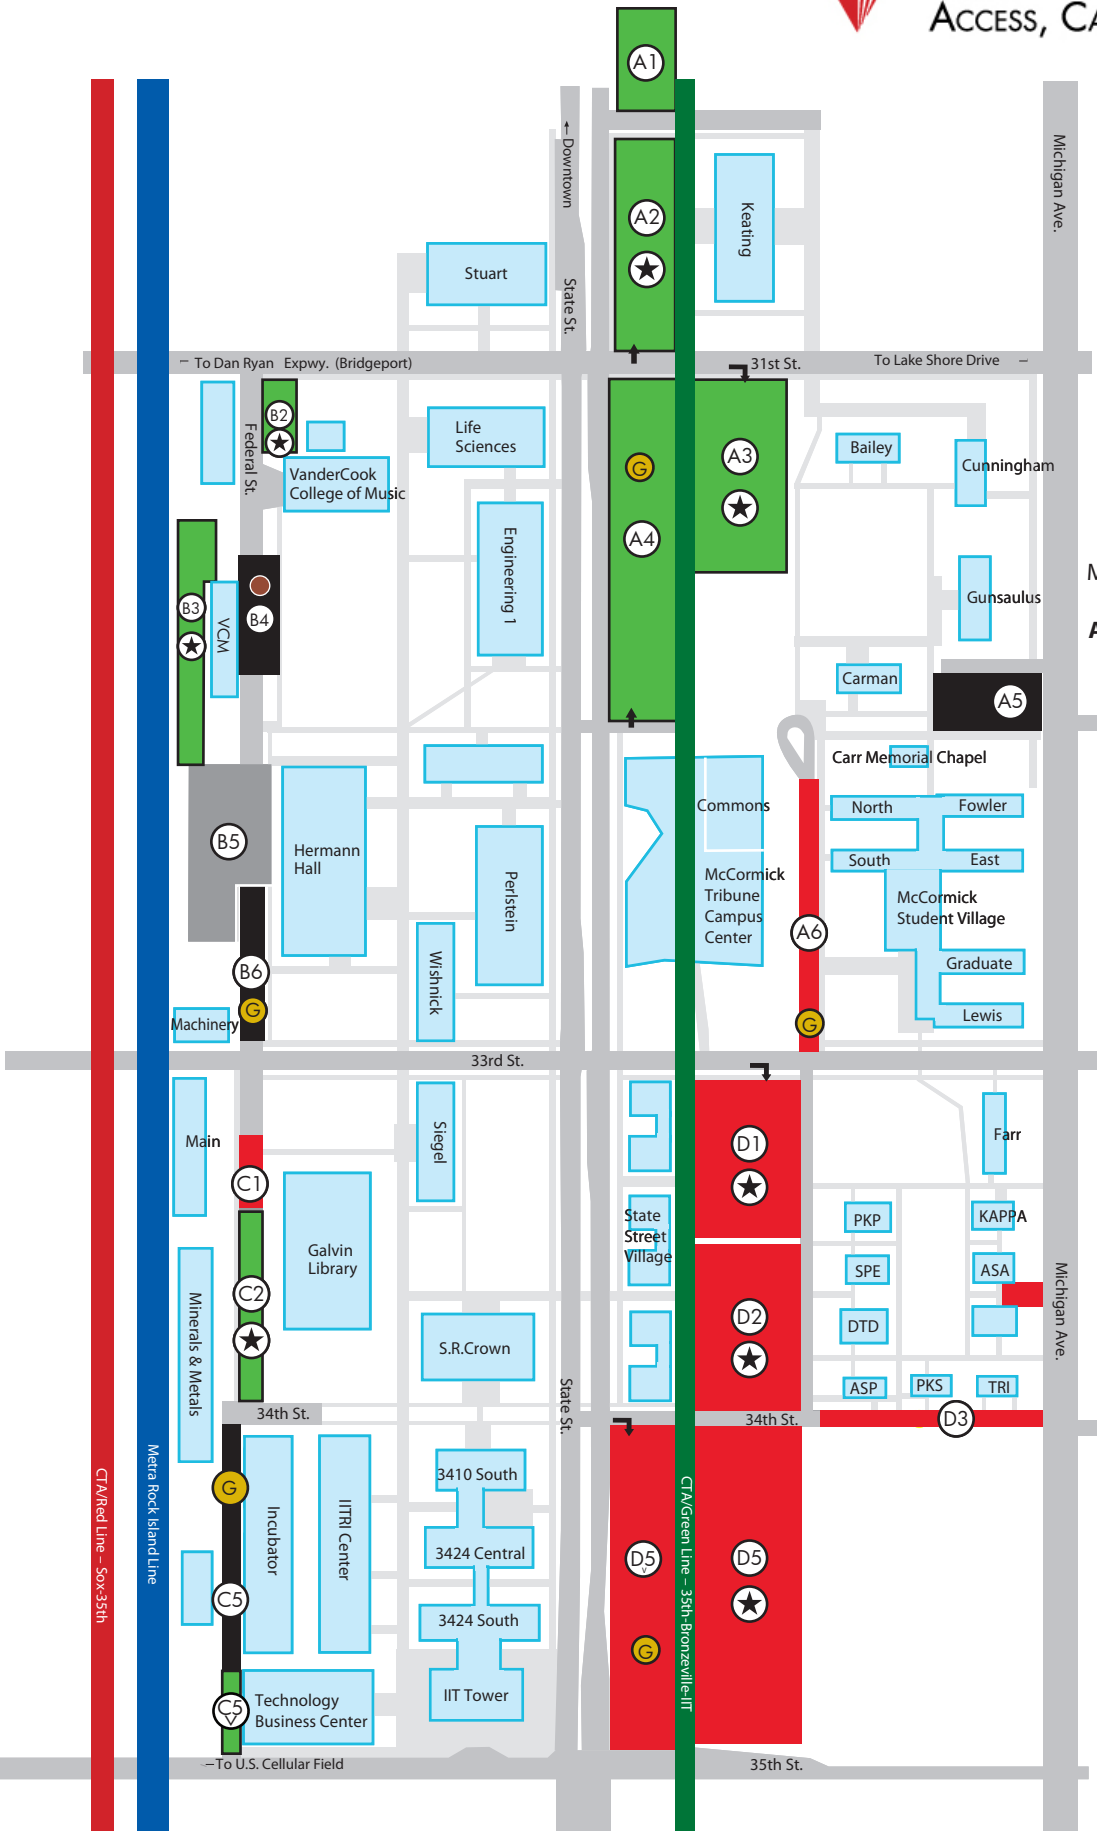 ACCESS, CA
A1
← Downtown
Michigan Ave.
A2
Keating
Stuart
State St.
– To Dan Ryan Expwy. (Bridgeport)
31st St.
To Lake Shore Drive –
B2
Federal St.
Life
Sciences
Bailey
A3
Cunningham
G
VanderCook
College of Music
Engineering 1
A4
B3
B4
VCM
Gunsaulus
M
A
Carman
A5
Carr Memorial Chapel
Commons
North
Fowler
B5
Hermann
Hall
South
East
McCormick
Tribune
Campus
Center
Perlstein
McCormick
Student Village
A6
B6
Wishnick
Graduate
G
G
Machinery
Lewis
33rd St.
Main
Siegel
D1
Farr
C1
State
Street
Village
PKP
KAPPA
Galvin
Library
SPE
ASA
C2
Minerals & Metals
D2
DTD
Michigan Ave.
S.R.Crown
ASP
PKS
TRI
34th St.
State St.
34th St.
D3
3410 South
G
CTA/Red Line – Sox-35th
Metra Rock Island Line
Incubator
IITRI Center
3424 Central
D5
v
CTA/Green Line – 35th-Bronzeville-IIT
D5
C5
3424 South
G
C5
V
Technology
Business Center
IIT Tower
–To U.S. Cellular Field
35th St.